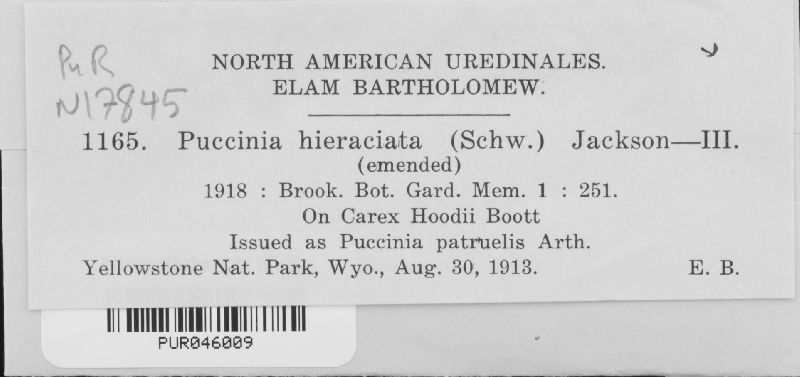 PuR
N17845
NORTH AMERICAN UREDINALES.
ELAM BARTHOLOMEW.
1165. Puccinia hieraciata (Schw.) Jackson—III.
(emended)
1918 : Brook. Bot. Gard. Mem. 1 : 251.
On Carex Hoodii Boott
Issued as Puccinia patruelis Arth.
Yellowstone Nat. Park, Wyo., Aug. 30, 1913. E. B.
PUR046009